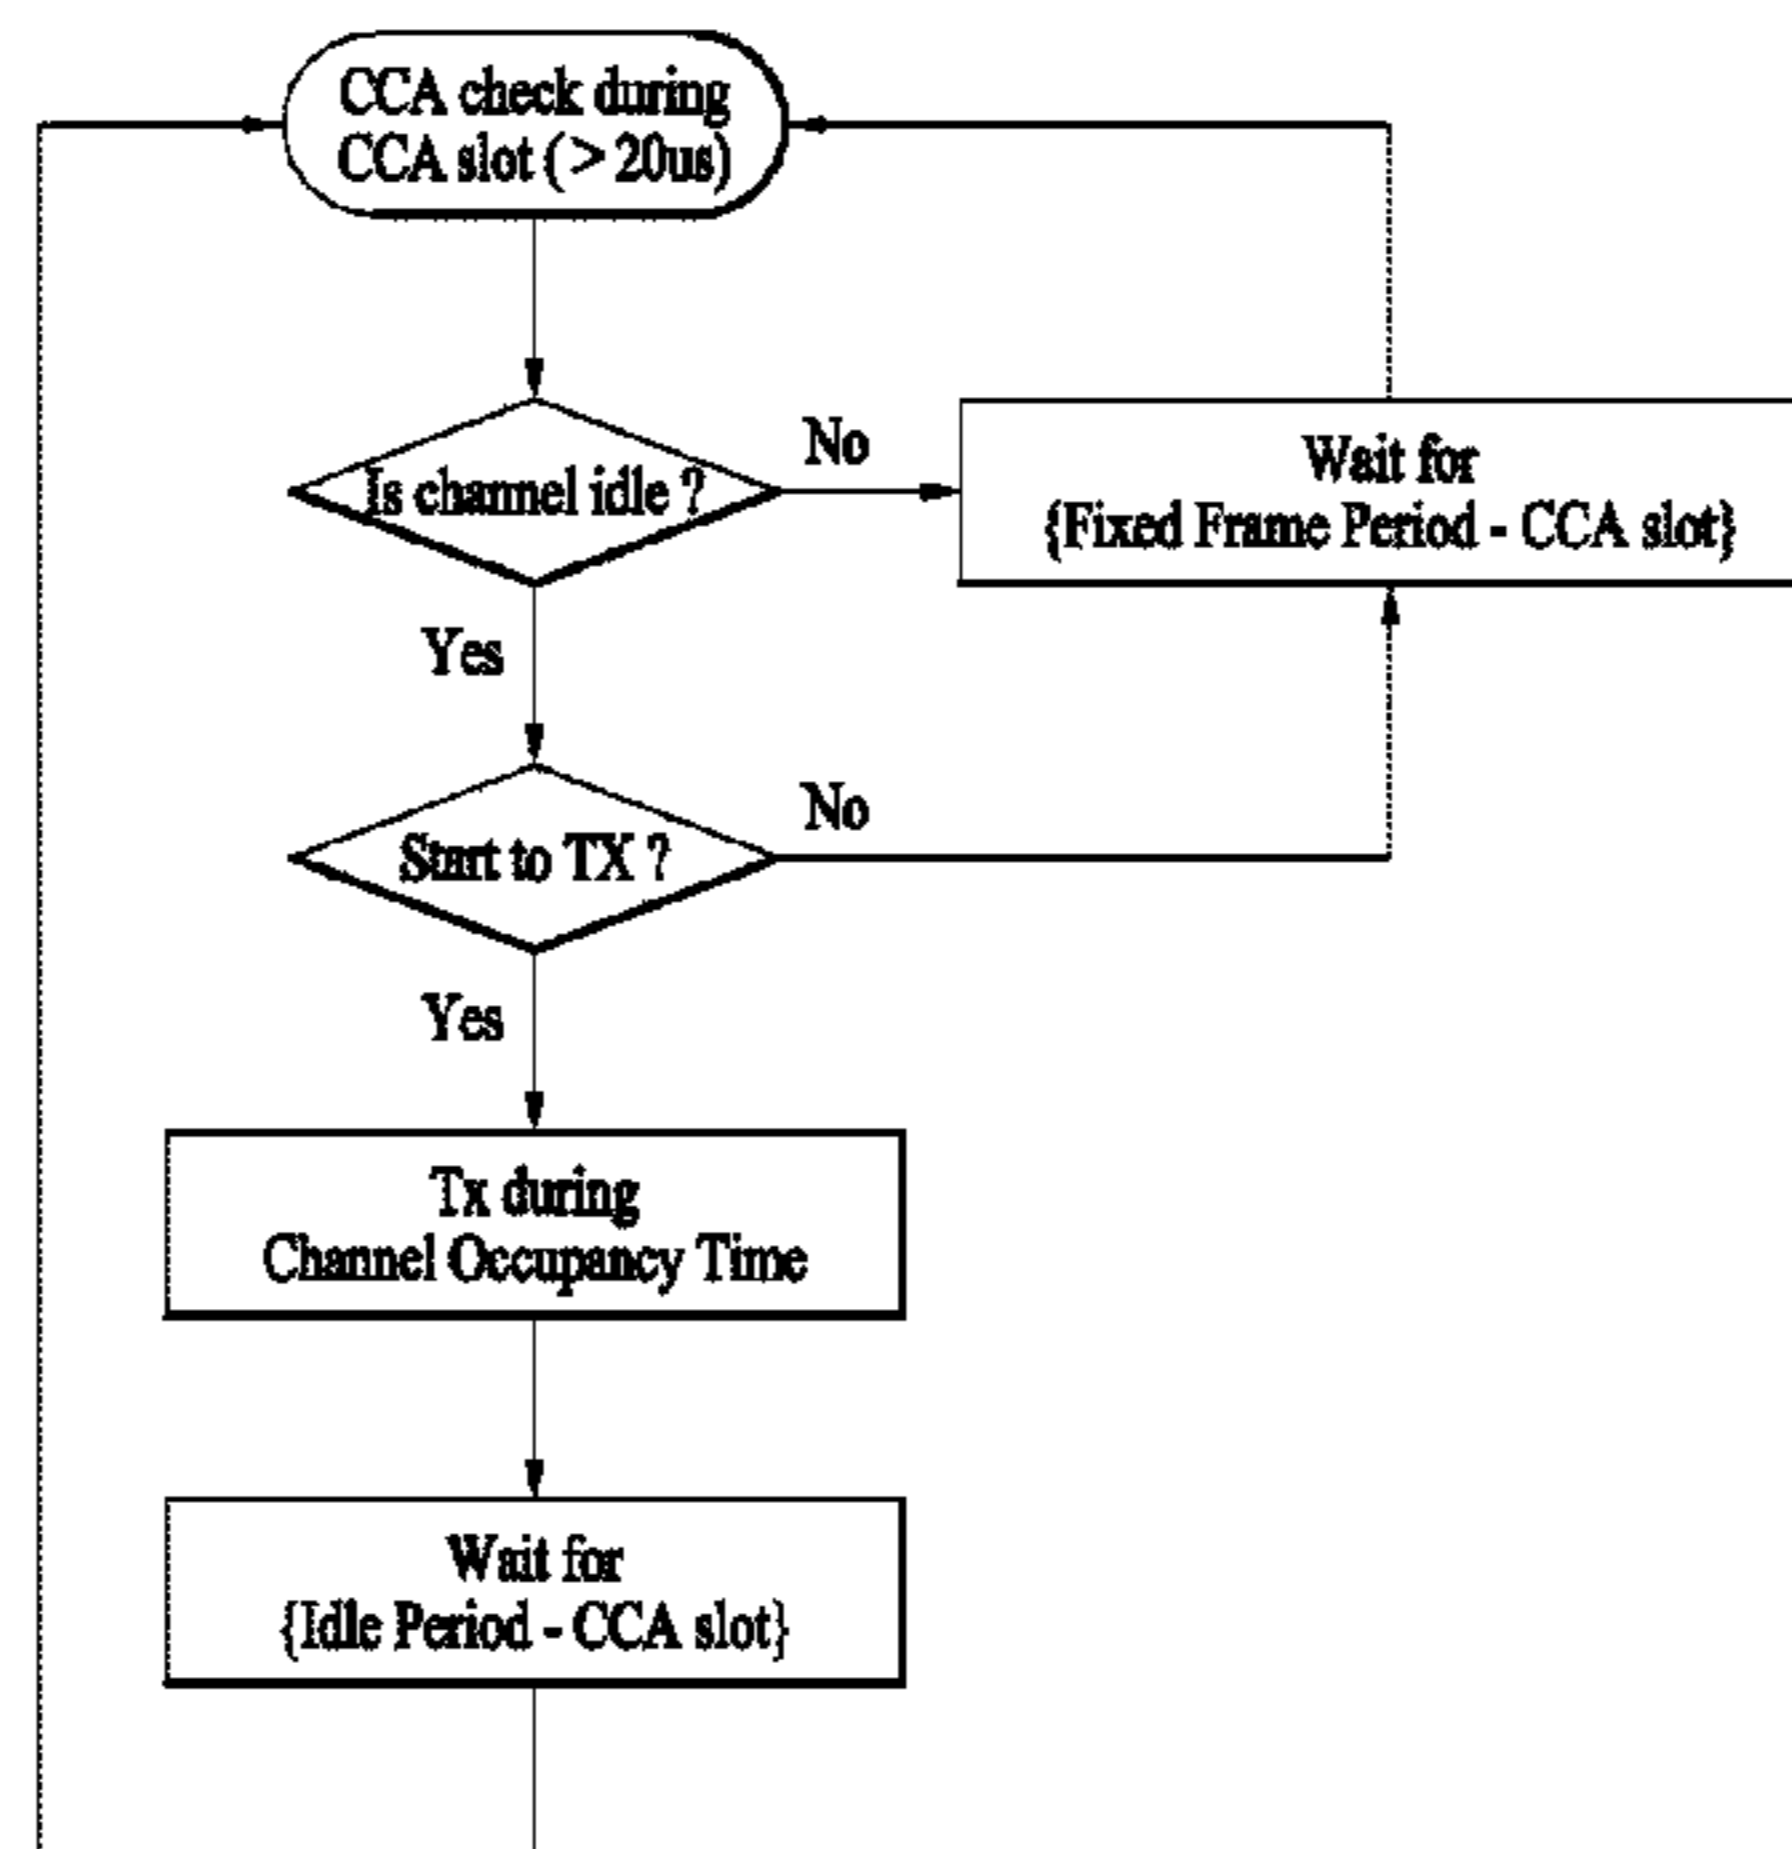 CCA check during
CCA slot ( > 20us)
Is channel idle ?
No
Wait for
{Fixed Frame Period - CCA slot}
Yes
Start to TX ?
No
Yes
Tx during
Channel Occupancy Time
Wait for
{Idle Period - CCA slot}